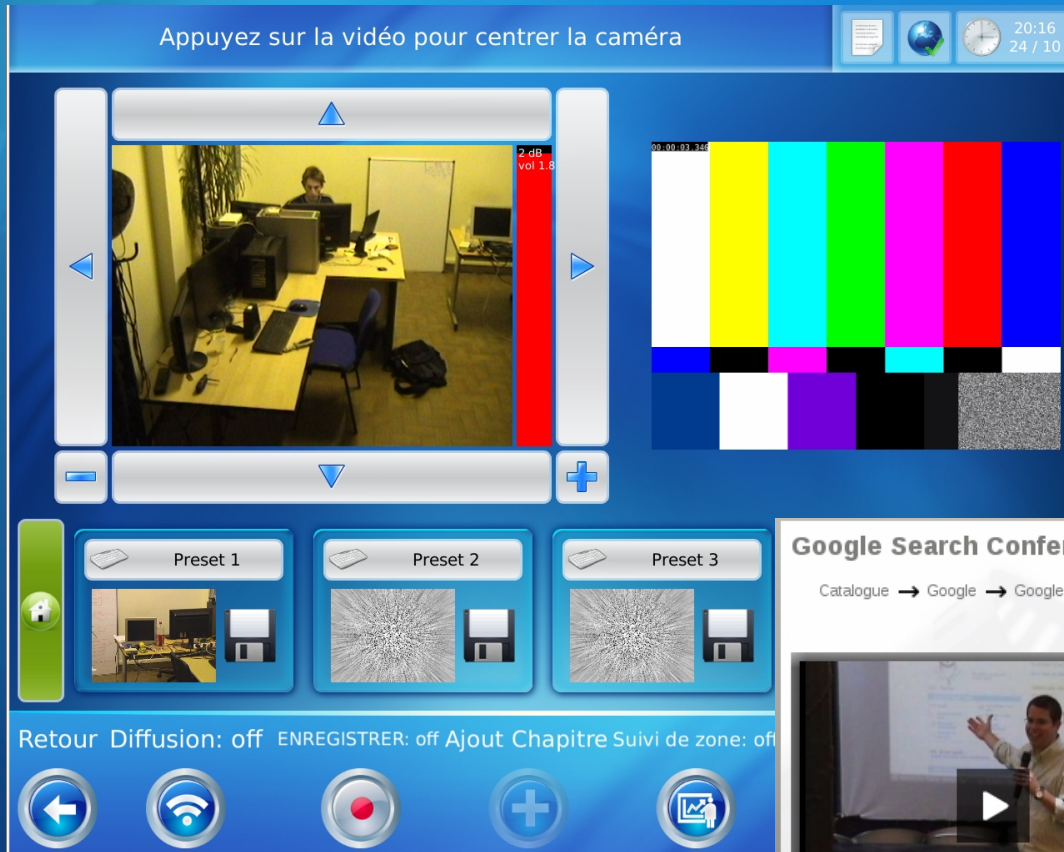 Appuyez sur la vidéo pour centrer la caméra
20:16
24 / 10
2 dB
vol 1.8
00:00:03.346
Preset 1
Preset 2
Preset 3
Google Search Confe
Catalogue → Google → Google
Retour Diffusion: off ENREGISTRER: off Ajout Chapitre Suivi de zone: off